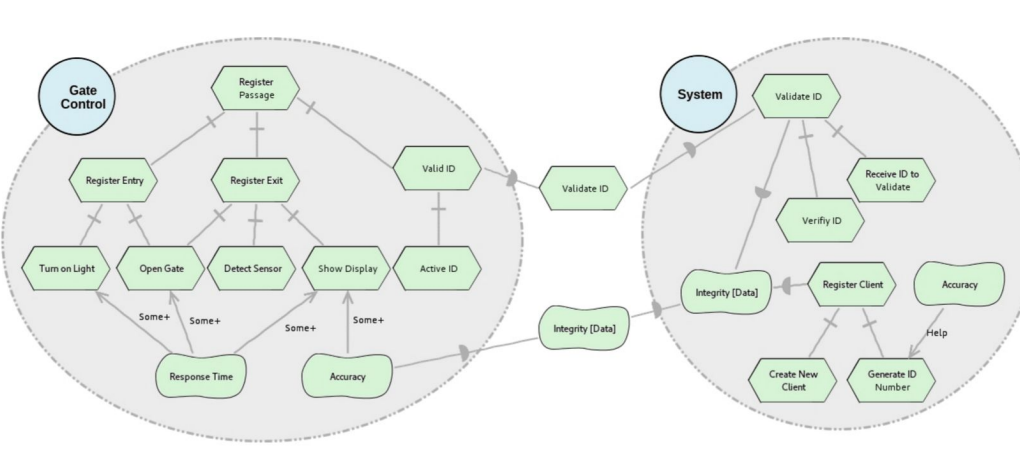 Gate
Control
Register
Passage
System
Validate ID
Register Entry
Register Exit
Valid ID
Validate ID
Receive ID to
Validate
Verifiy ID
Turn on Light
Open Gate
Detect Sensor
Show Display
Active ID
Integrity [Data]
Register Client
Accuracy
Some+
Some+
Some+
Some+
Integrity [Data]
Help
Response Time
Accuracy
Create New
Client
Generate ID
Number